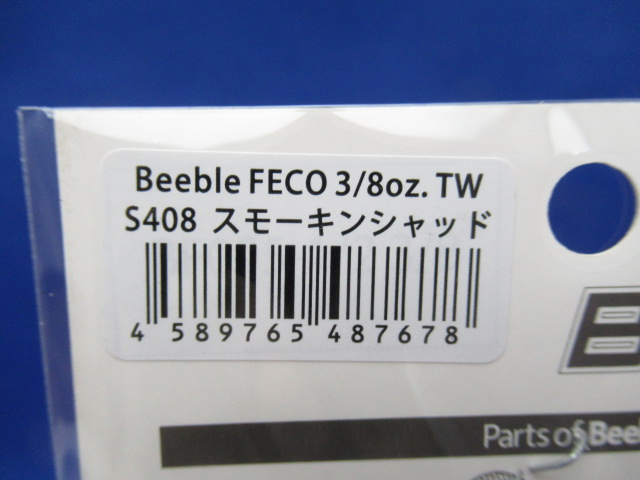 Beeble FECO 3/8oz. TW
S408 スモーキンシャッド
4 589765 487678
Parts of Beeb